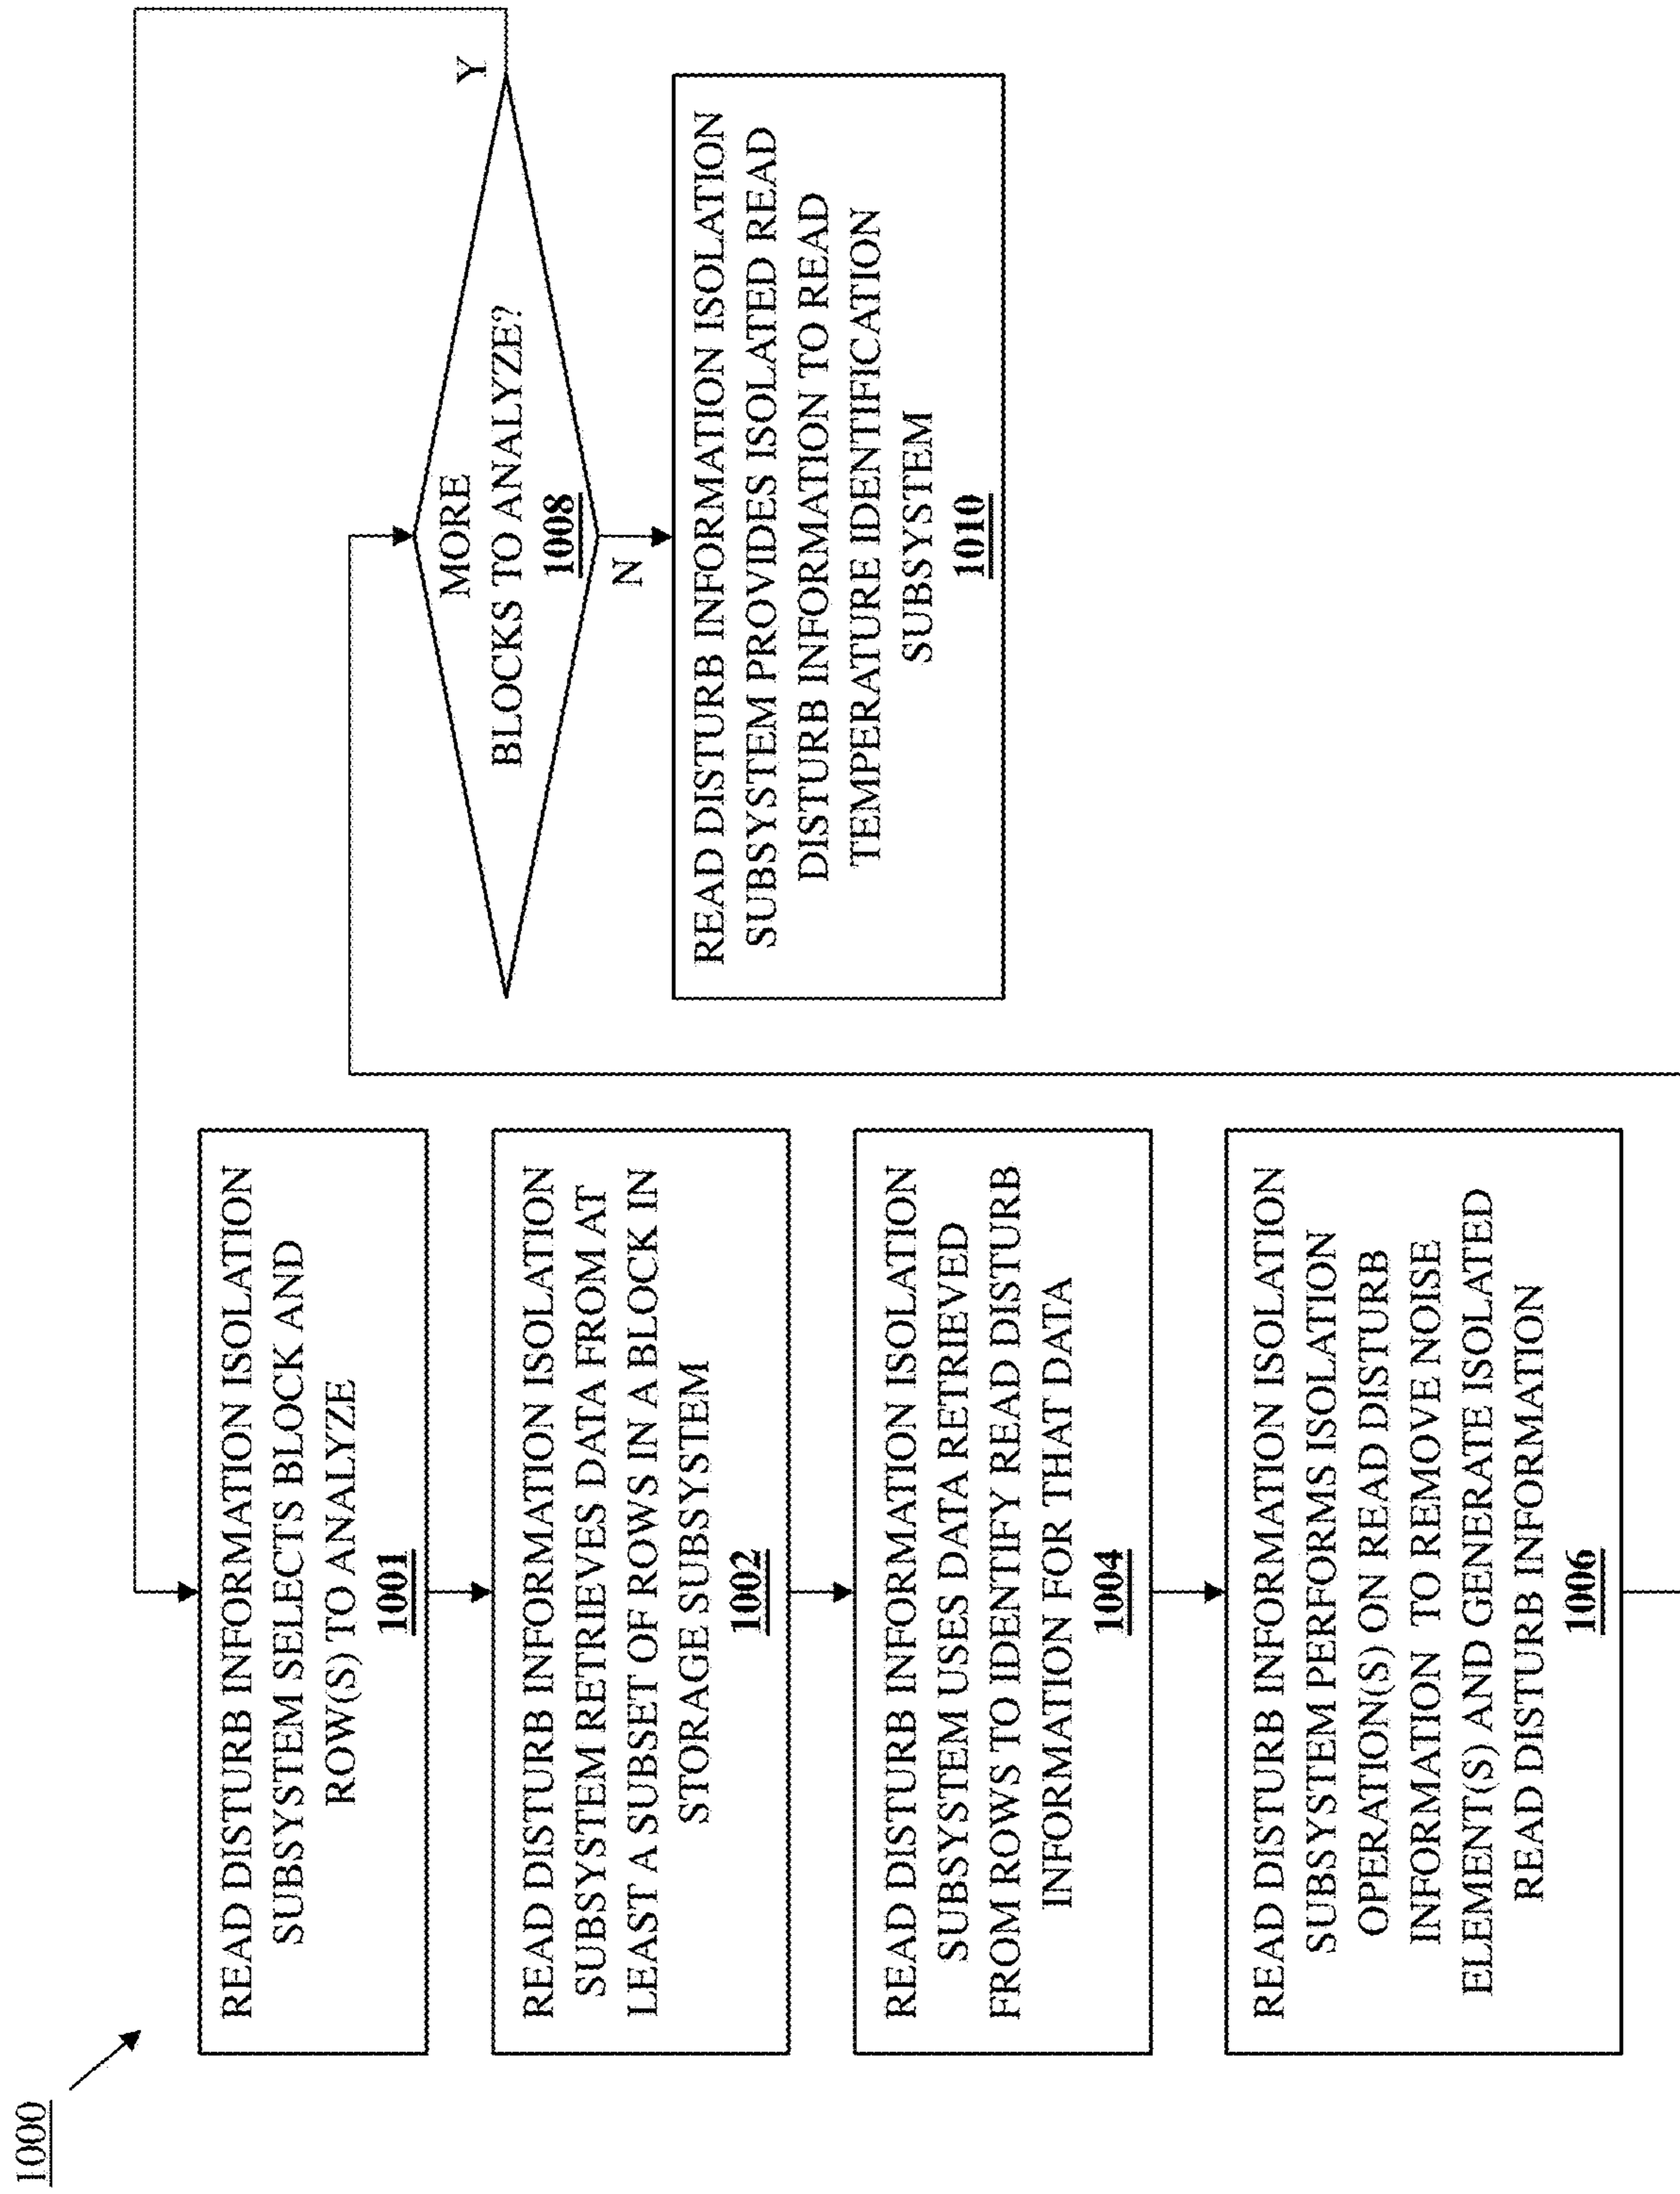 1000
READ DISTURB INFORMATION ISOLATION
SUBSYSTEM SELECTS BLOCK AND
ROW(S) TO ANALYZE
1001
READ DISTURB INFORMATION ISOLATION
SUBSYSTEM RETRIEVES DATA FROM AT
LEAST A SUBSET OF ROWS IN A BLOCK IN
STORAGE SUBSYSTEM
1002
READ DISTURB INFORMATION ISOLATION
SUBSYSTEM USES DATA RETRIEVED
FROM ROWS TO IDENTIFY READ DISTURB
INFORMATION FOR THAT DATA
1004
READ DISTURB INFORMATION ISOLATION
SUBSYSTEM PERFORMS ISOLATION
OPERATION(S) ON READ DISTURB
INFORMATION TO REMOVE NOISE
ELEMENT(S) AND GENERATE ISOLATED
READ DISTURB INFORMATION
1006
MORE
BLOCKS TO ANALYZE?
1008
Y
N
READ DISTURB INFORMATION ISOLATION
SUBSYSTEM PROVIDES ISOLATED READ
DISTURB INFORMATION TO READ
TEMPERATURE IDENTIFICATION
SUBSYSTEM
1010